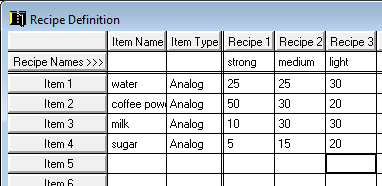 Recipe Definition
Item Name Item Type Recipe 1 Recipe 2 Recipe 3
Recipe Names >>> strong medium light
Item 1 water Analog 25 25 30
Item 2 coffee pow Analog 50 30 20
Item 3 milk Analog 10 30 30
Item 4 sugar Analog 5 15 20
Item 5
Item 6